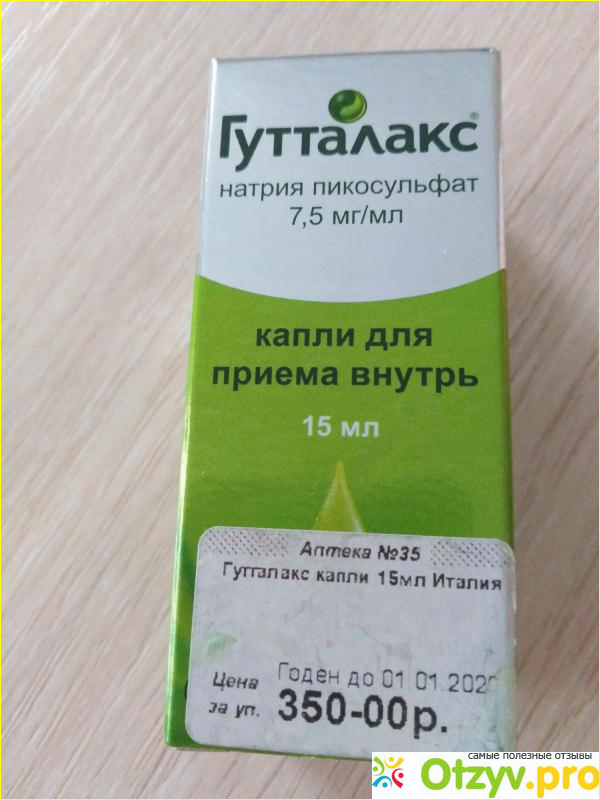 Гутталакс®
натрия пикосульфат
7,5 мг/мл
капли для
приема внутрь
15 мл
Аптека №35
Гутталакс капли 15мл Италия
Годен до 01.01.2020
Цена
за уп.
350-00р.
самые полезные отзывы
Otzyv.pro